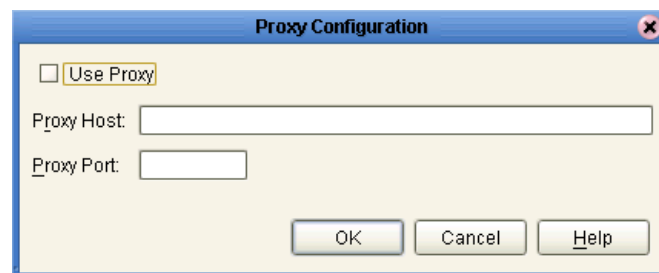 Proxy Configuration
Use Proxy
Proxy Host:
Proxy Port:
OK Cancel Help